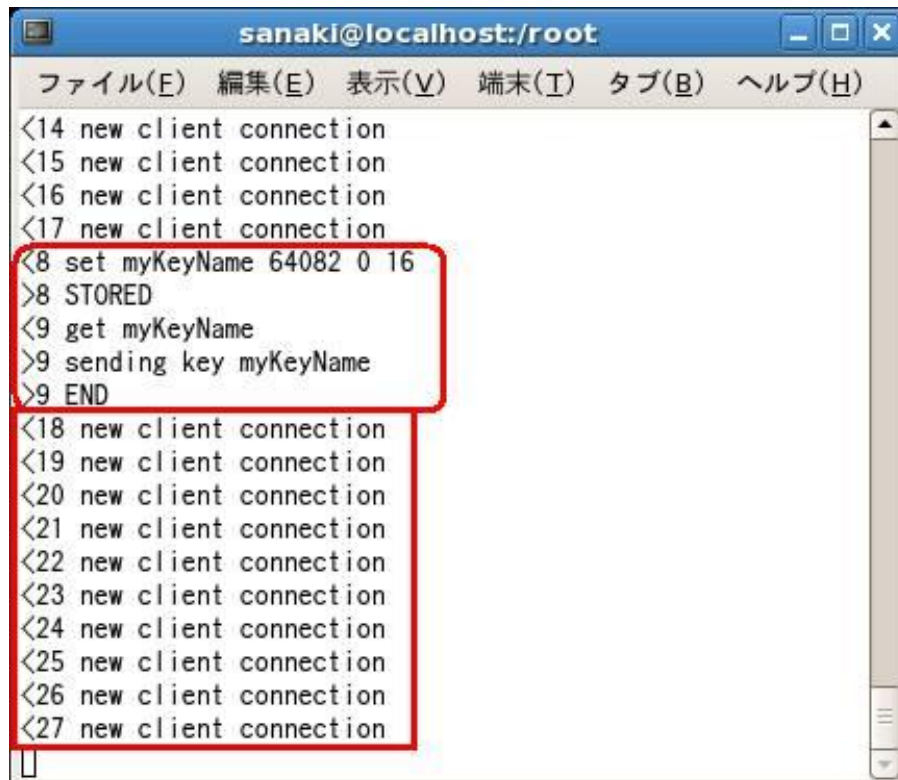 sanaki@localhost:/root
ファイル(F) 編集(E) 表示(V) 端末(T) タブ(B) ヘルプ(H)
<14 new client connection
<15 new client connection
<16 new client connection
<17 new client connection
<8 set myKeyName 64082 0 16
>8 STORED
<9 get myKeyName
>9 sending key myKeyName
>9 END
<18 new client connection
<19 new client connection
<20 new client connection
<21 new client connection
<22 new client connection
<23 new client connection
<24 new client connection
<25 new client connection
<26 new client connection
<27 new client connection